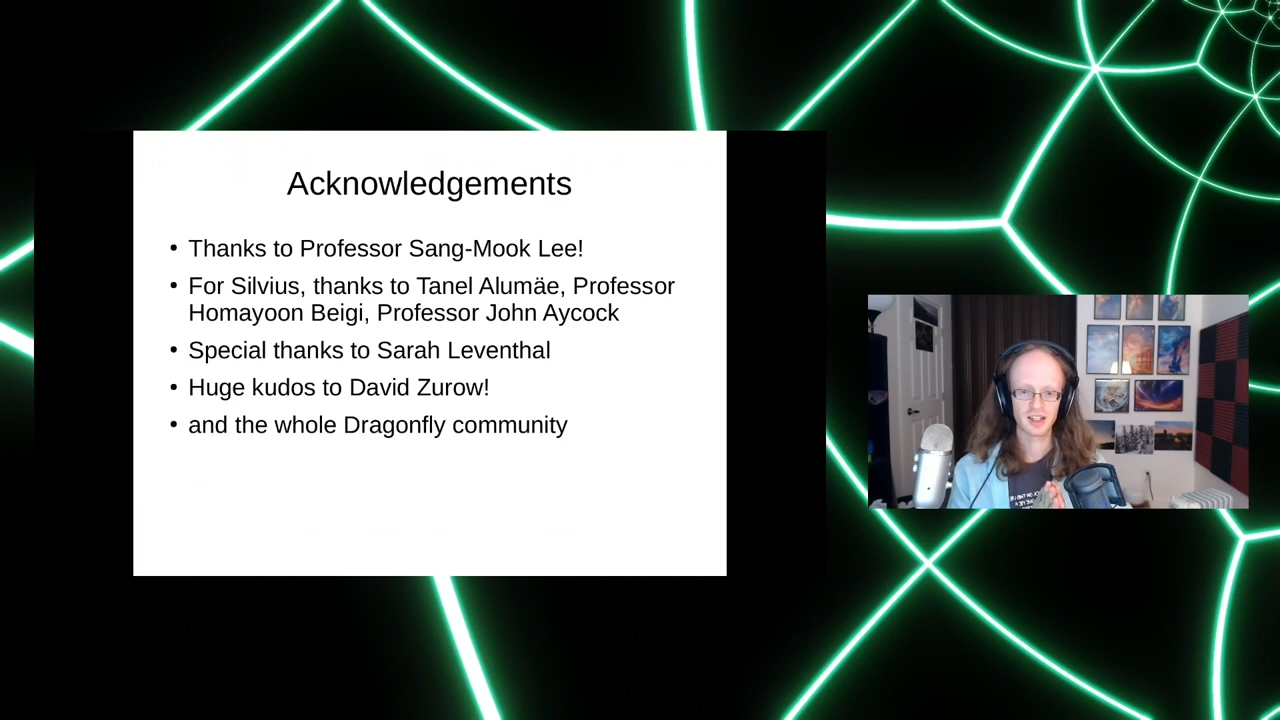 Acknowledgements
• Thanks to Professor Sang-Mook Lee!
• For Silvius, thanks to Tanel Alumäe, Professor
Homayoon Beigi, Professor John Aycock
• Special thanks to Sarah Leventhal
• Huge kudos to David Zurow!
• and the whole Dragonfly community